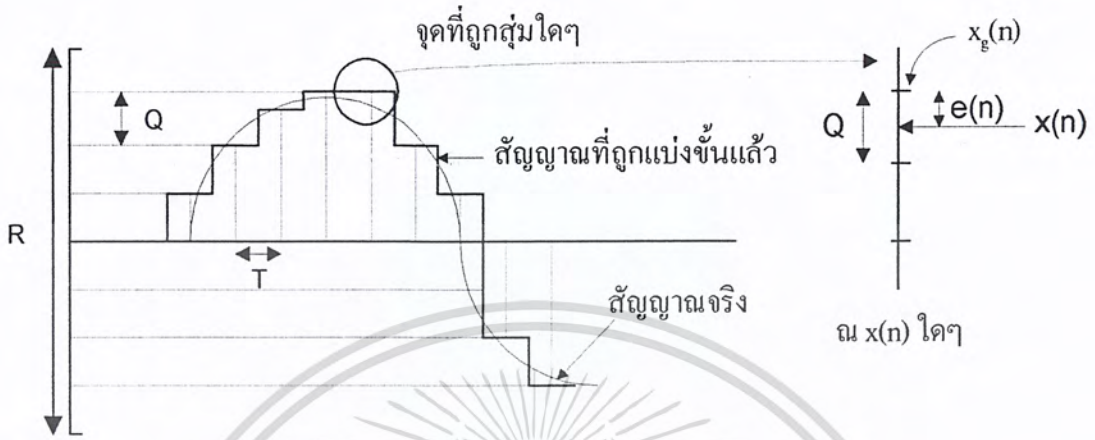 จุดที่ถูกสุ่มใดๆ
x_g(n)
Q
Q
e(n)
x(n)
สัญญาณที่ถูกแบ่งขั้นแล้ว
R
T
สัญญาณจริง
ณ x(n) ใดๆ